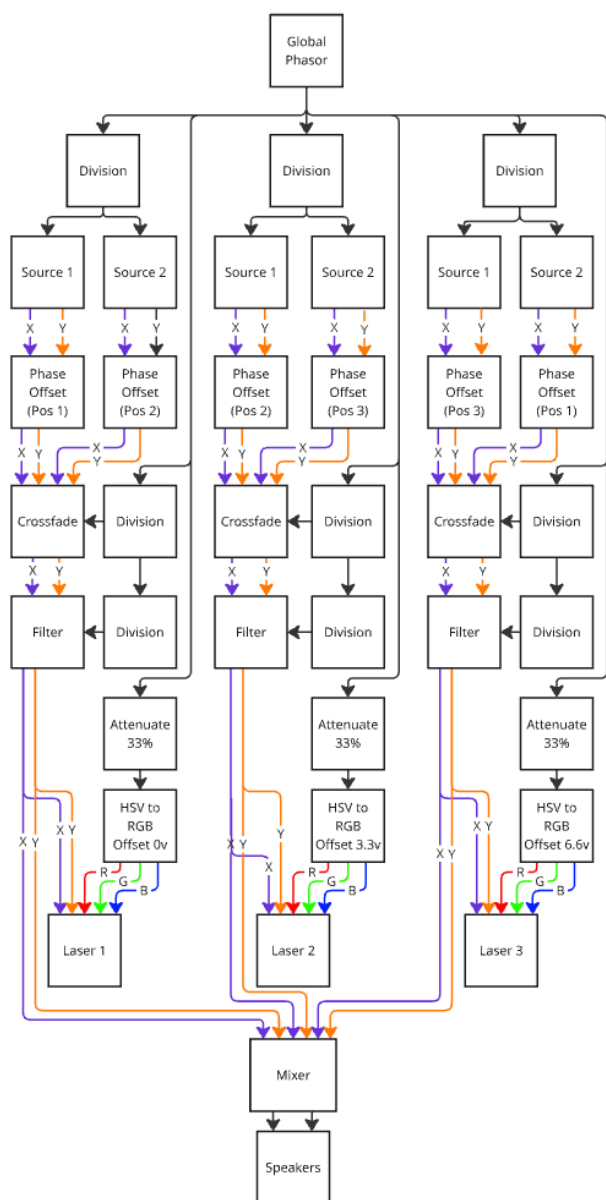 Global
Phasor
Division
Division
Division
Source 1
Source 2
Source 1
Source 2
Source 1
Source 2
X
Y
X
Y
X
Y
X
Y
X
Y
X
Y
Phase
Offset
(Pos 1)
Phase
Offset
(Pos 2)
Phase
Offset
(Pos 2)
Phase
Offset
(Pos 3)
Phase
Offset
(Pos 3)
Phase
Offset
(Pos 1)
X
Y
X
Y
X
Y
X
Y
X
Y
X
Y
Crossfade
Division
Crossfade
Division
Crossfade
Division
X
Y
X
Y
X
Y
Filter
Division
Filter
Division
Filter
Division
Attenuate
33%
Attenuate
33%
Attenuate
33%
HSV to
RGB
Offset 0v
HSV to
RGB
Offset 3.3v
HSV to
RGB
Offset 6.6v
X
Y
X
Y
X
Y
Y
X
X
Y
X
Y
R
G
B
R
G
B
R
G
B
Laser 1
Laser 2
Laser 3
Mixer
Speakers